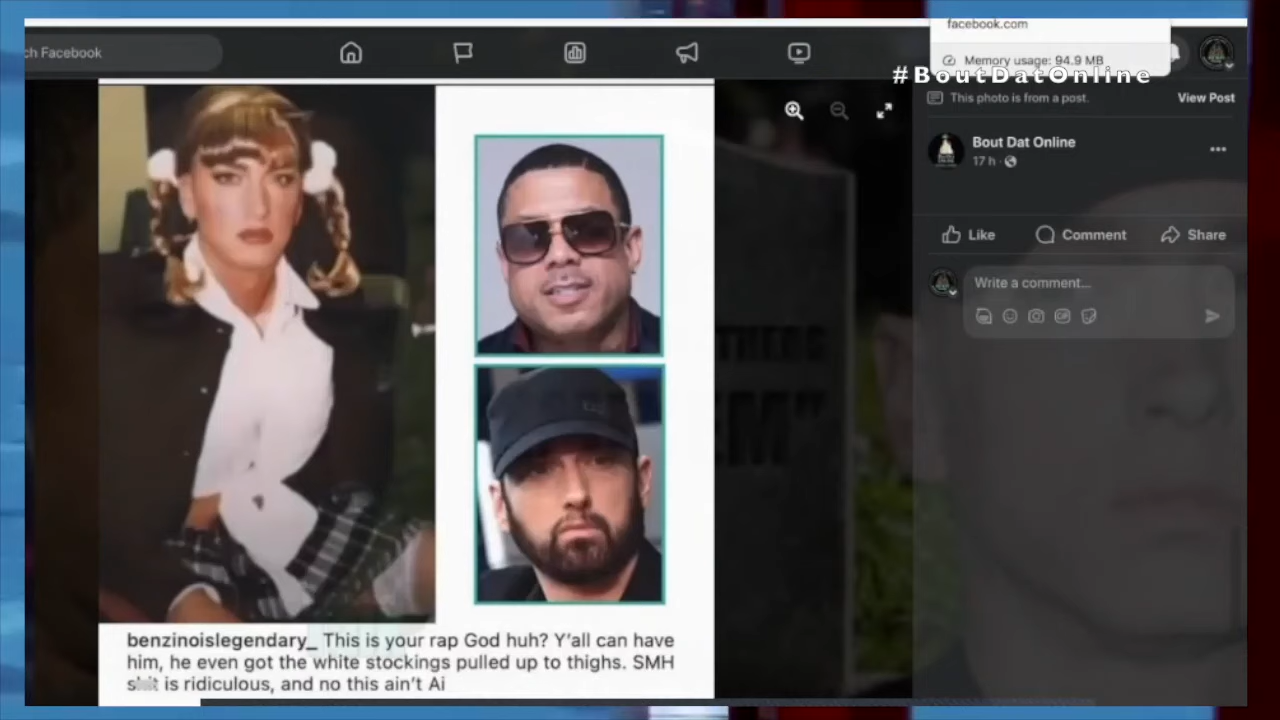 ch Facebook
facebook.com
Memory usage: 94.9 MB
#BoutDatOnline
This photo is from a post.
View Post
Bout Dat Online
17 h
Like
Comment
Share
Write a comment...
GIF
benzinoislegendary_ This is your rap God huh? Y'all can have
him, he even got the white stockings pulled up to thighs. SMH
shit is ridiculous, and no this ain't Ai